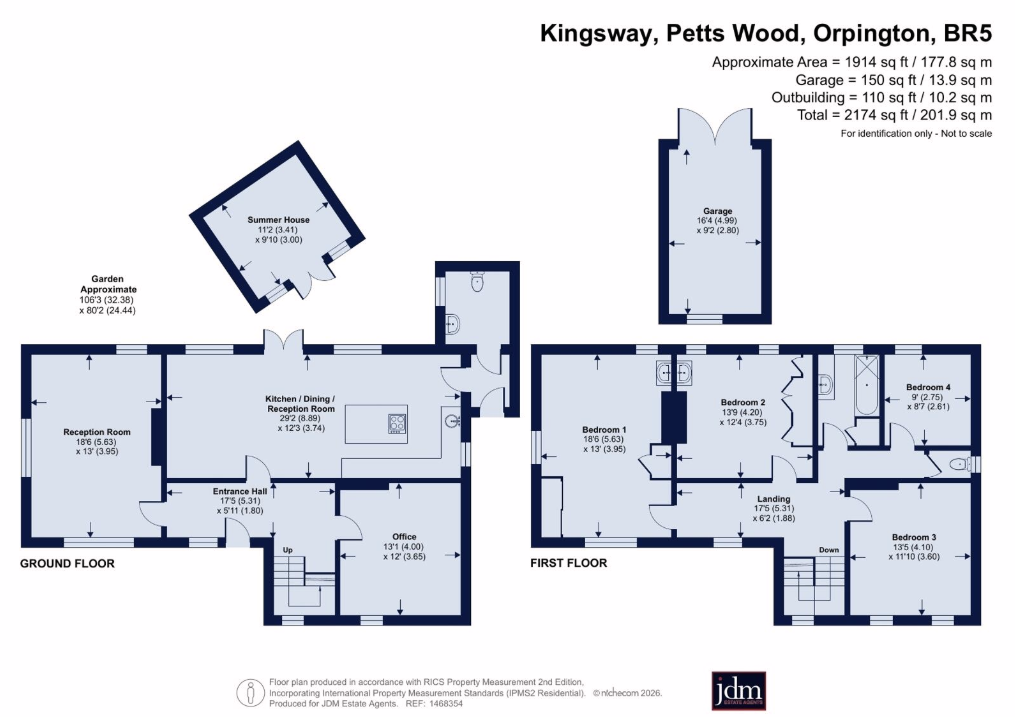 Kingsway, Petts Wood, Orpington, BR5
Approximate Area = 1914 sq ft / 177.8 sq m
Garage = 150 sq ft / 13.9 sq m
Outbuilding = 110 sq ft / 10.2 sq m
Total = 2174 sq ft / 201.9 sq m
For identification only - Not to scale
Summer House
11'2 (3.41)
x 9'10 (3.00)
Garage
16'4 (4.99)
x 9'2 (2.80)
Garden
Approximate
106'3 (32.38)
x 80'2 (24.44)
Reception Room
18'6 (5.63)
x 13' (3.95)
Kitchen / Dining /
Reception Room
29'2 (8.89)
x 12'3 (3.74)
Entrance Hall
17'5 (5.31)
x 5'11 (1.80)
Office
13'1 (4.00)
x 12' (3.65)
Up
GROUND FLOOR
Bedroom 1
18'6 (5.63)
x 13' (3.95)
Bedroom 2
13'9 (4.20)
x 12'4 (3.75)
Bedroom 4
9' (2.75)
x 8'7 (2.61)
Landing
17'5 (5.31)
x 6'2 (1.88)
Down
Bedroom 3
13'5 (4.10)
x 11'10 (3.60)
FIRST FLOOR
Floor plan produced in accordance with RICS Property Measurement 2nd Edition,
Incorporating International Property Measurement Standards (IPMS2 Residential). © nichecom 2026.
Produced for JDM Estate Agents. REF: 1468354
jdm
ESTATE AGENTS